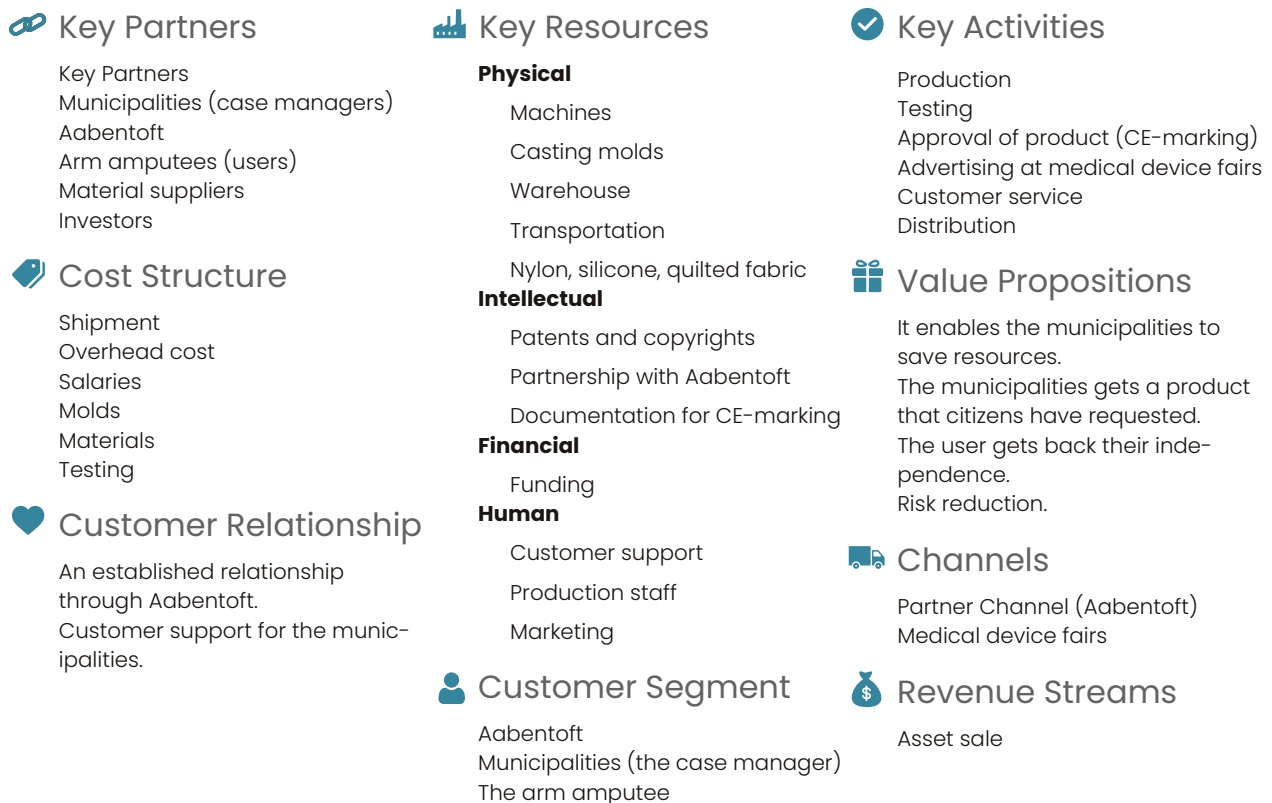 Key Partners
Key Partners
Municipalities (case managers)
Aabentoft
Arm amputees (users)
Material suppliers
Investors
Cost Structure
Shipment
Overhead cost
Salaries
Molds
Materials
Testing
Customer Relationship
An established relationship
through Aabentoft.
Customer support for the munic-
ipalities.
Key Resources
Physical
Machines
Casting molds
Warehouse
Transportation
Nylon, silicone, quilted fabric
Intellectual
Patents and copyrights
Partnership with Aabentoft
Documentation for CE-marking
Financial
Funding
Human
Customer support
Production staff
Marketing
Customer Segment
Aabentoft
Municipalities (the case manager)
The arm amputee
Key Activities
Production
Testing
Approval of product (CE-marking)
Advertising at medical device fairs
Customer service
Distribution
Value Propositions
It enables the municipalities to
save resources.
The municipalities gets a product
that citizens have requested.
The user gets back their inde-
pendence.
Risk reduction.
Channels
Partner Channel (Aabentoft)
Medical device fairs
$ Revenue Streams
Asset sale